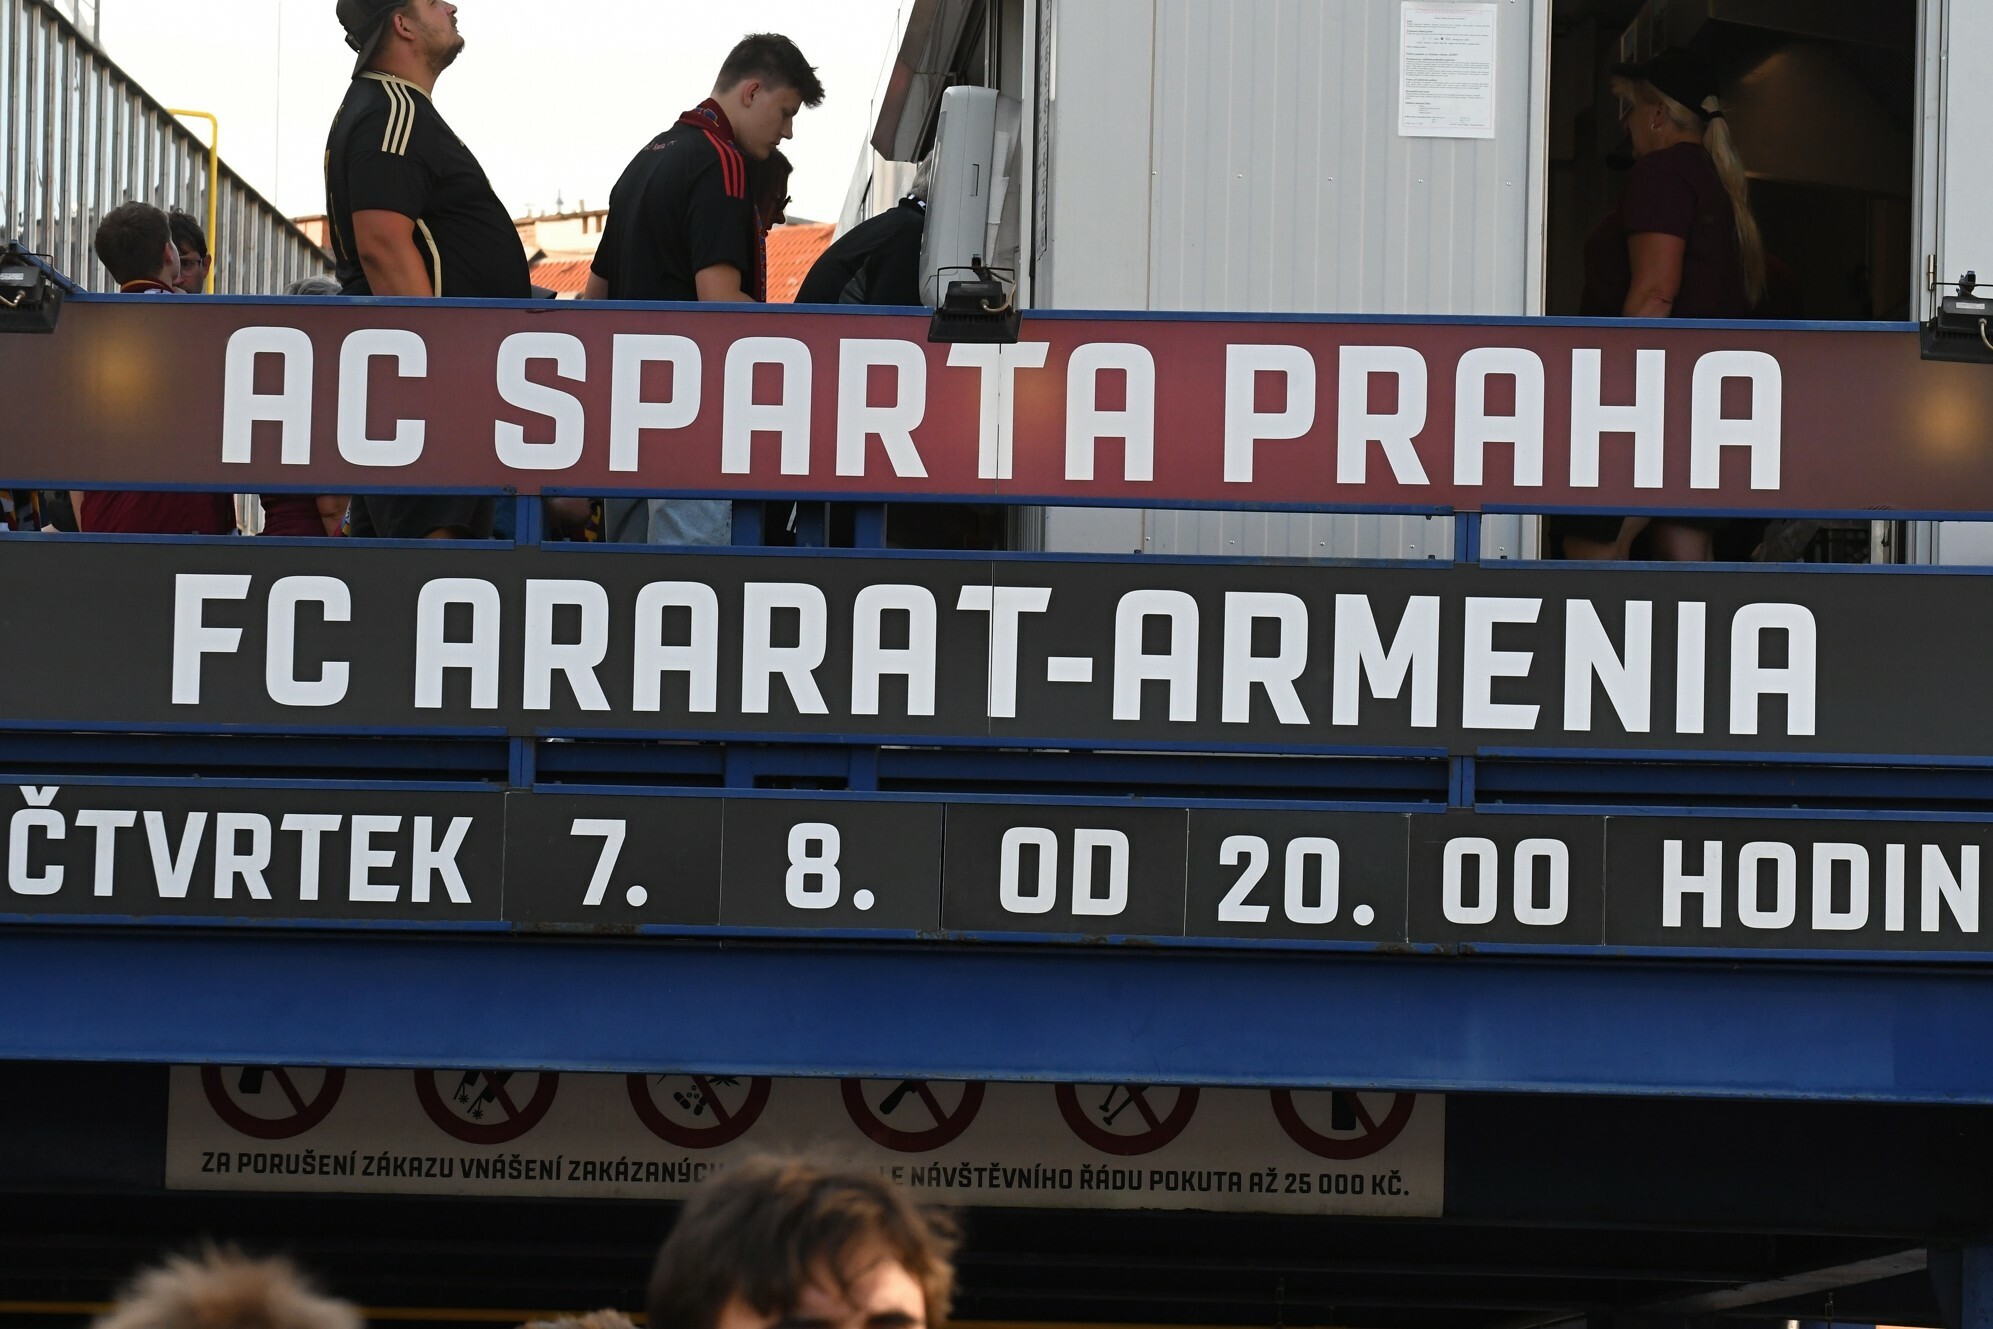 AC SPARTA PRAHA
FC ARARAT-ARMENIA
ČTVRTEK 7. 8. OD 20. 00 HODIN
ZA PORUŠENÍ ZÁKAZU VNÁŠENÍ ZAKÁZANÝCH LE NÁVŠTĚVNÍHO ŘÁDU POKUTA AŽ 25 000 KČ.